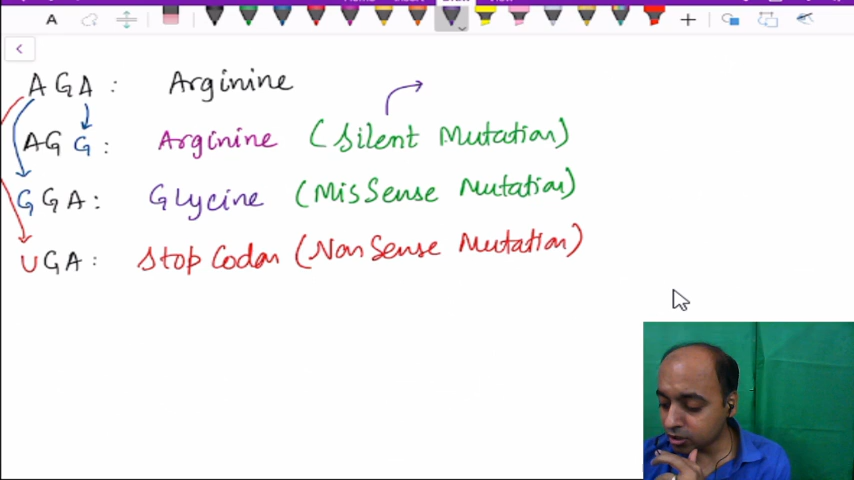 AGA : Arginine
AGG : Arginine (Silent Mutation)
GGA : Glycine (MisSense Mutation)
UGA : Stop Codon (NonSense Mutation)